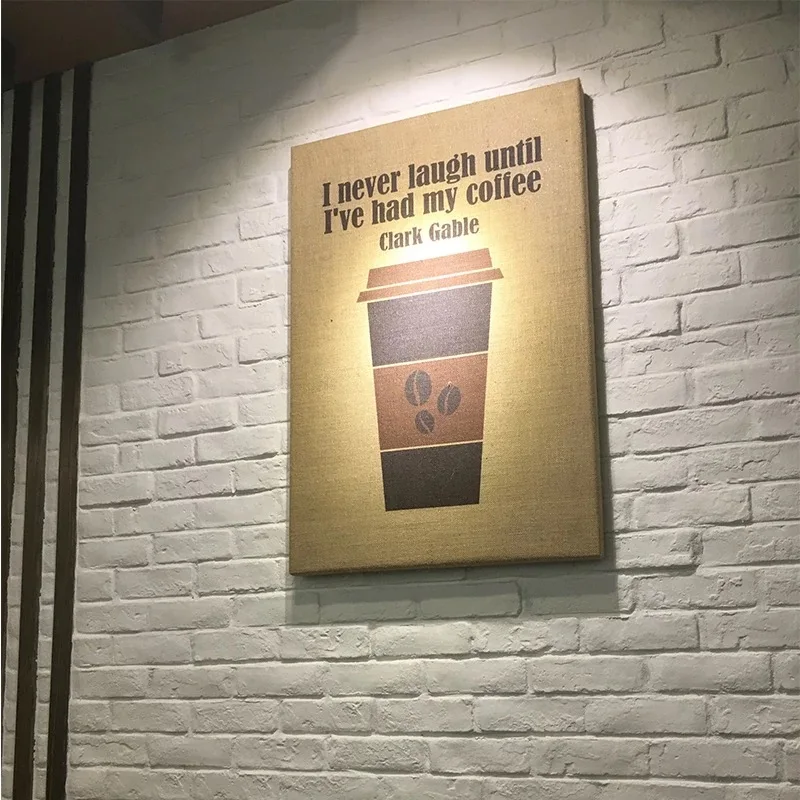 I never laugh until
I've had my coffee
Clark Gable